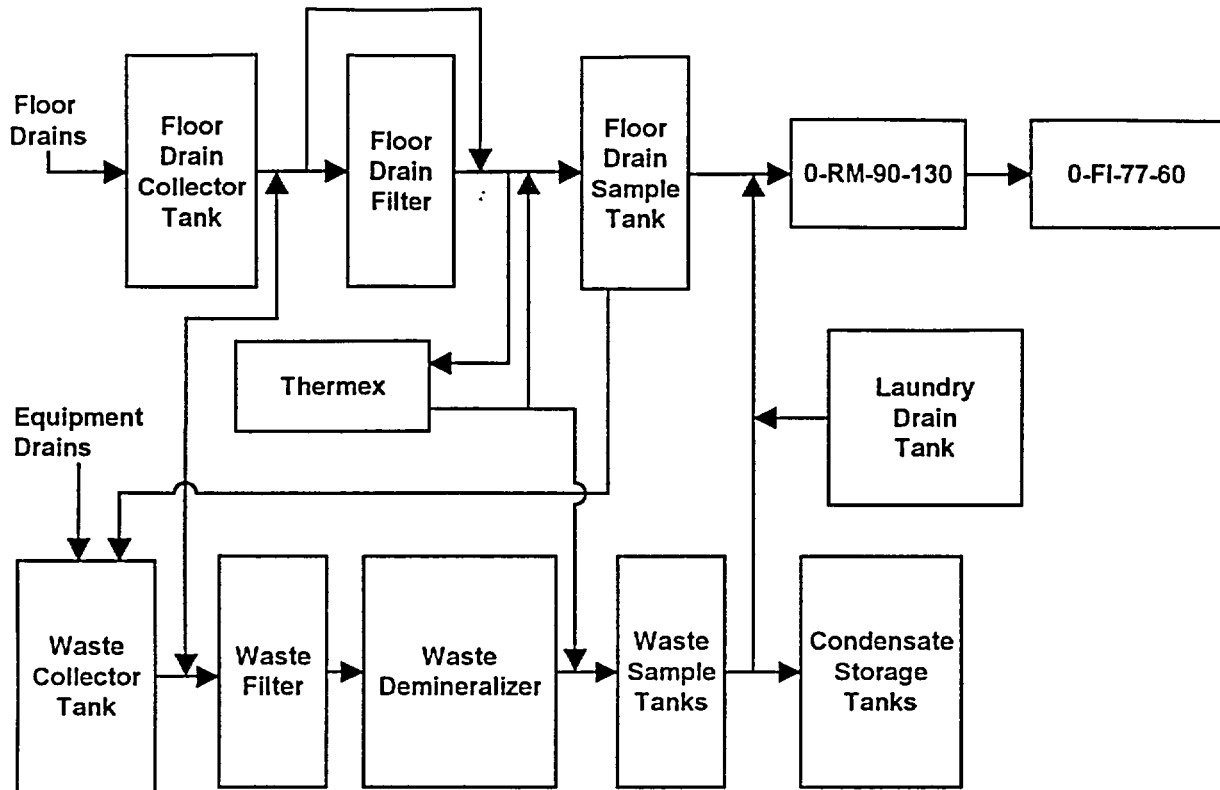 Floor
Drains
Floor
Drain
Collector
Tank
Floor
Drain
Filter
Floor
Drain
Sample
Tank
0-RM-90-130
0-FI-77-60
Thermex
Laundry
Drain
Tank
Equipment
Drains
Waste
Collector
Tank
Waste
Filter
Waste
Demineralizer
Waste
Sample
Tanks
Condensate
Storage
Tanks